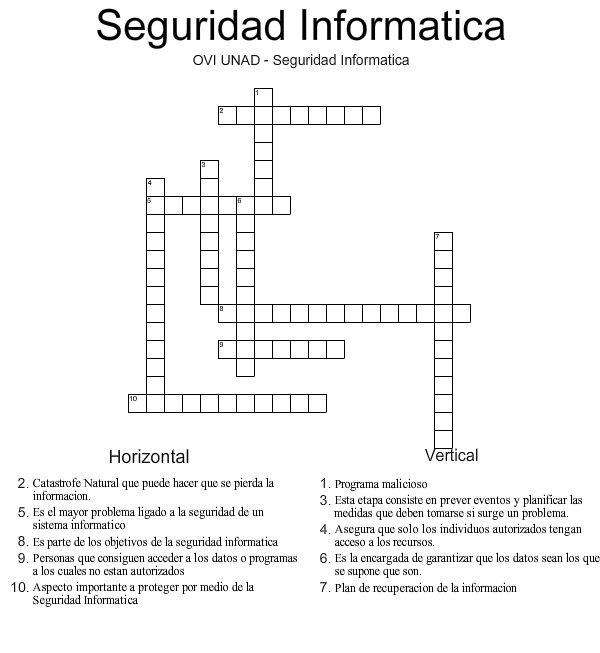 Seguridad Informatica
OVI UNAD - Seguridad Informatica
1
2
3
4
5
6
7
8
9
10
Horizontal
2. Catastrofe Natural que puede hacer que se pierda la
informacion.
5. Es el mayor problema ligado a la seguridad de un
sistema informatico
8. Es parte de los objetivos de la seguridad informatica
9. Personas que consiguen acceder a los datos o programas
a los cuales no estan autorizados
10. Aspecto importante a proteger por medio de la
Seguridad Informatica
Vertical
1. Programa malicioso
3. Esta etapa consiste en prever eventos y planificar las
medidas que deben tomarse si surge un problema.
4. Asegura que solo los individuos autorizados tengan
acceso a los recursos.
6. Es la encargada de garantizar que los datos sean los que
se supone que son.
7. Plan de recuperacion de la informacion